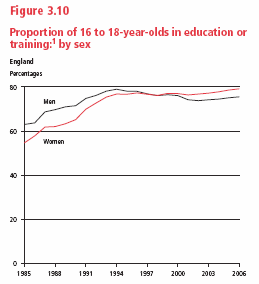 Figure 3.10
Proportion of 16 to 18-year-olds in education or
training:¹ by sex
England
Percentages
80
Men
60
Women
40
20
0
1985 1988 1991 1994 1997 2000 2003 2006